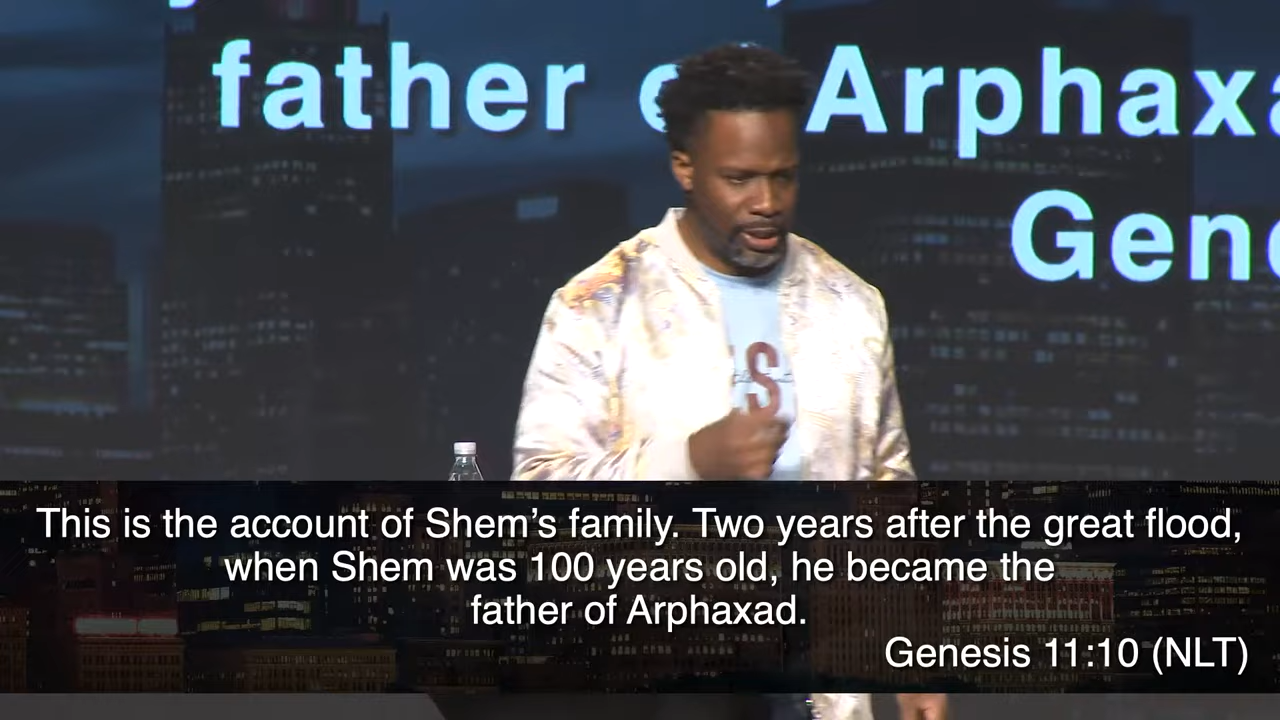 father Arphaxa
Gene
S
This is the account of Shem’s family. Two years after the great flood,
when Shem was 100 years old, he became the
father of Arphaxad.
Genesis 11:10 (NLT)